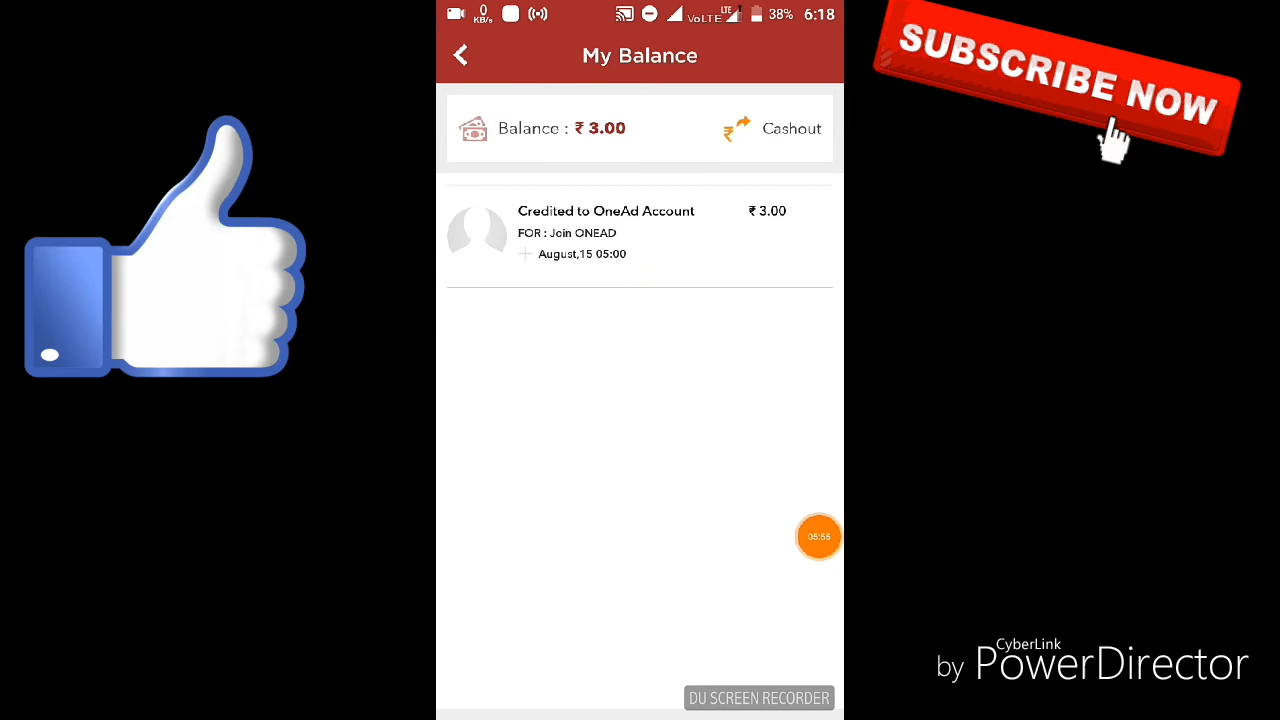 0
KB/s
VoLTE
LTE
38%
6:18
My Balance
Balance : ₹ 3.00
₹
Cashout
Credited to OneAd Account
₹ 3.00
FOR : Join ONEAD
August,15 05:00
05:55
DU SCREEN RECORDER
SUBSCRIBE NOW
CyberLink
by PowerDirector